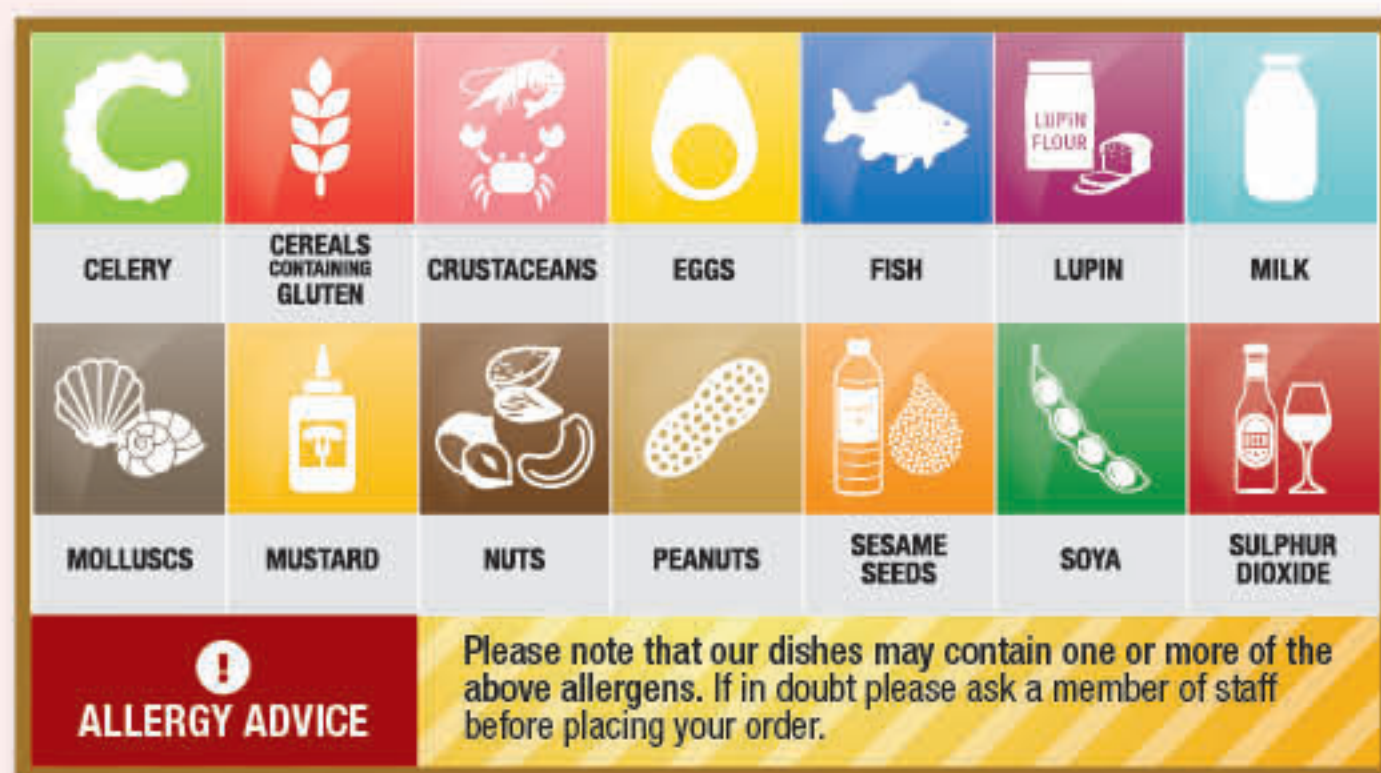 LUPIN
FLOUR
CELERY
CEREALS
CONTAINING
GLUTEN
CRUSTACEANS
EGGS
FISH
LUPIN
MILK
MOLLUSCS
MUSTARD
NUTS
PEANUTS
SESAME
SEEDS
SOYA
SULPHUR
DIOXIDE
!
ALLERGY ADVICE
Please note that our dishes may contain one or more of the
above allergens. If in doubt please ask a member of staff
before placing your order.